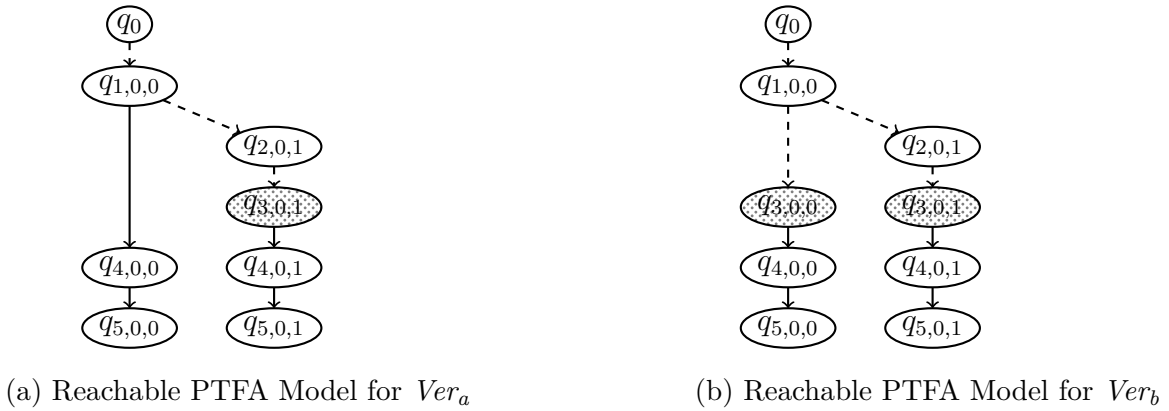 q0 q0
q1,0,0 q1,0,0
q2,0,1 q2,0,1
q3,0,1 q3,0,0 q3,0,1
q4,0,0 q4,0,1 q4,0,0 q4,0,1
q5,0,0 q5,0,1 q5,0,0 q5,0,1
(a) Reachable PTFA Model for Ver_a (b) Reachable PTFA Model for Ver_b